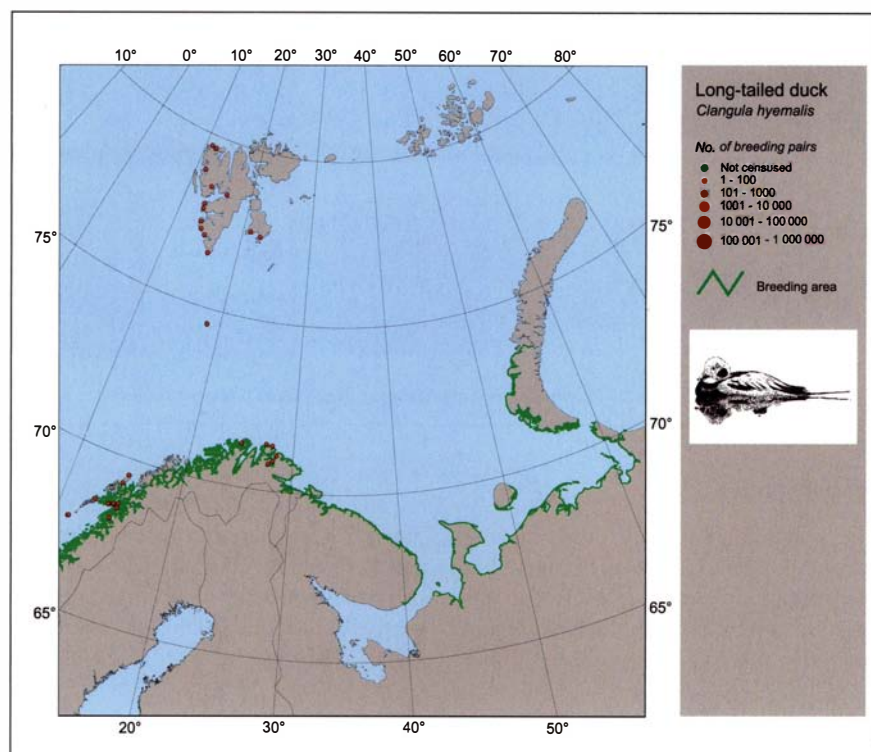 10° 0° 10° 20° 30° 40° 50° 60° 70° 80°
Long-tailed duck
Clangula hyemalis
No. of breeding pairs
Not censused
1 - 100
101 - 1000
1001 - 10 000
10 001 - 100 000
100 001 - 1 000 000
Breeding area
75° 75°
70° 70°
65° 65°
20° 30° 40° 50°